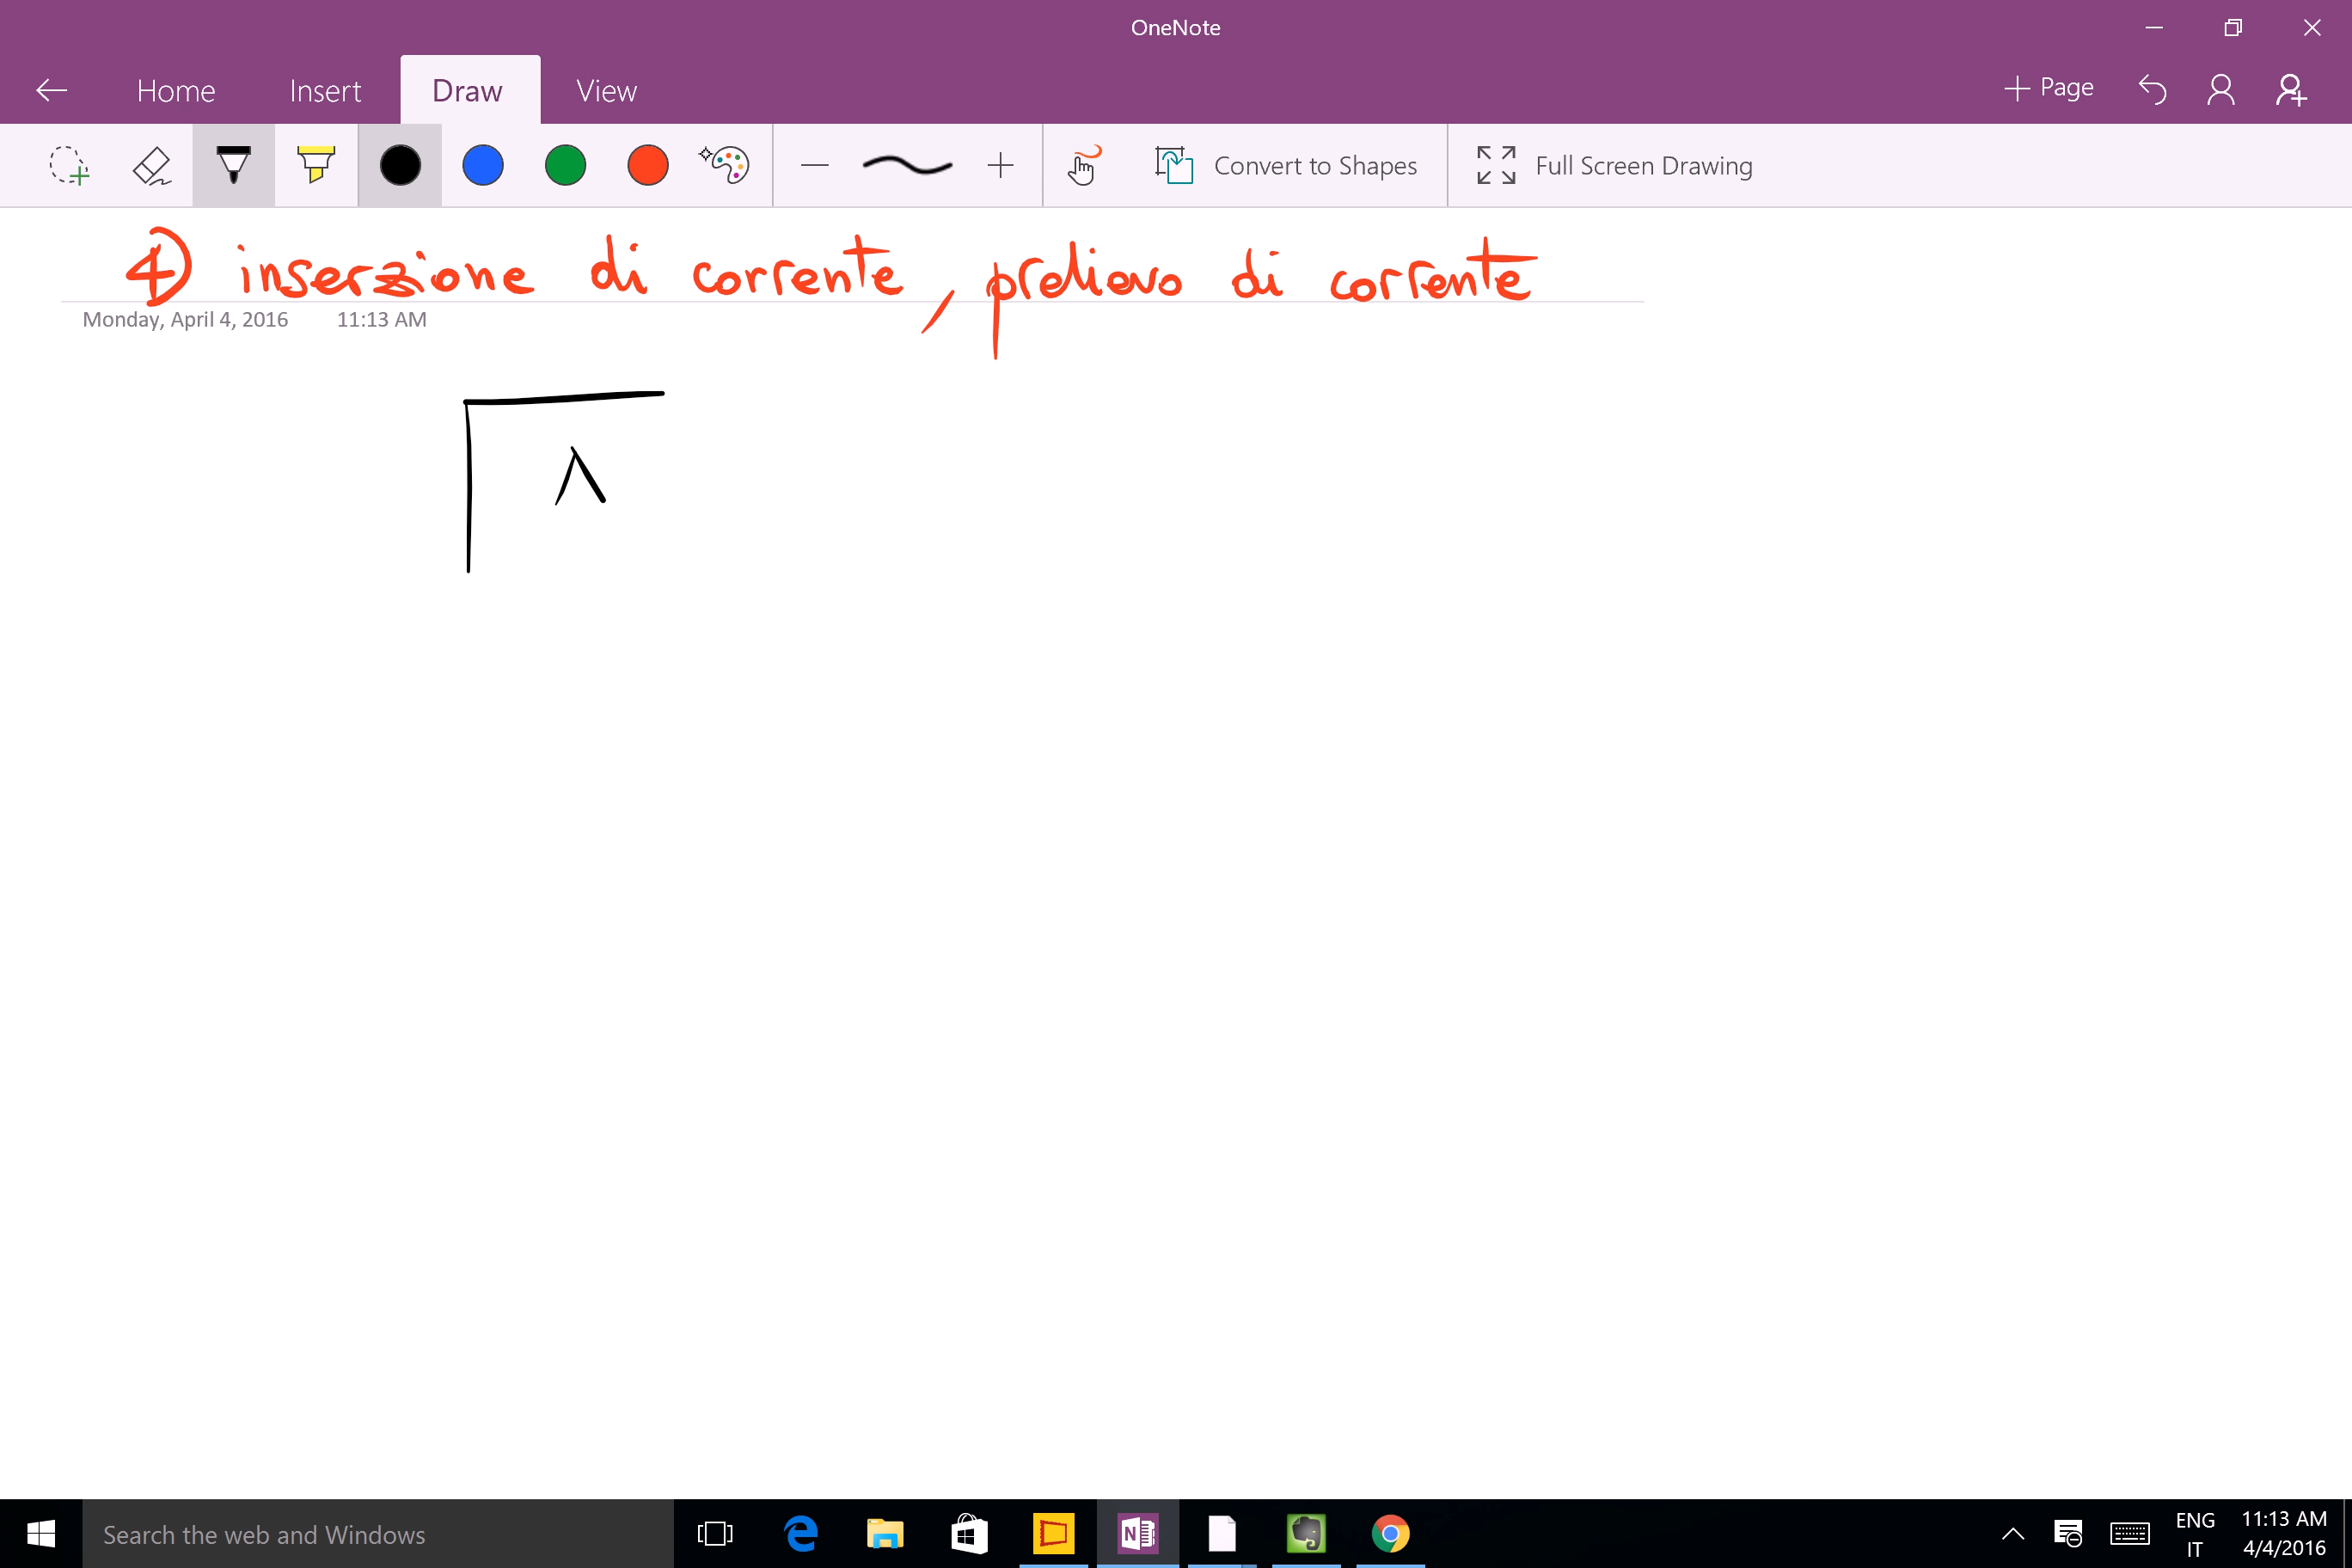 OneNote
Home Insert Draw View + Page
Convert to Shapes Full Screen Drawing
4) inserzione di corrente, prelievo di corrente
Monday, April 4, 2016 11:13 AM
Search the web and Windows
ENG 11:13 AM
IT 4/4/2016